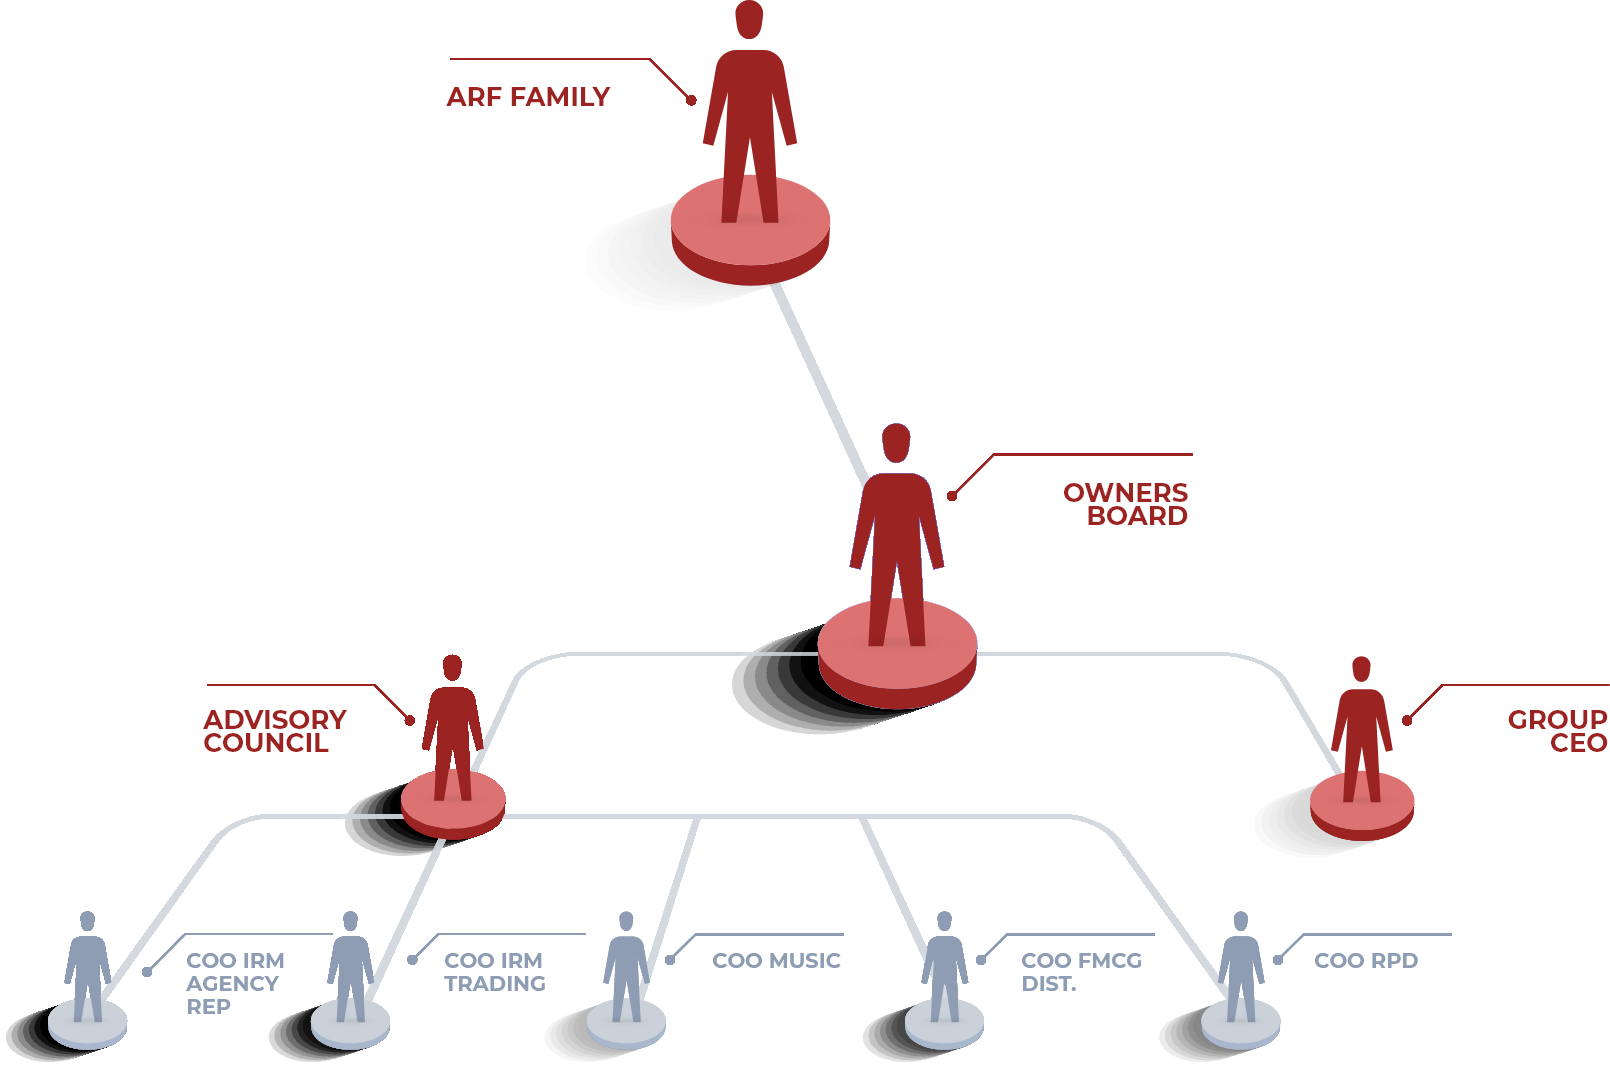 ARF FAMILY
OWNERS
BOARD
ADVISORY
COUNCIL
GROUP
CEO
COO IRM
AGENCY
REP
COO IRM
TRADING
COO MUSIC
COO FMCG
DIST.
COO RPD